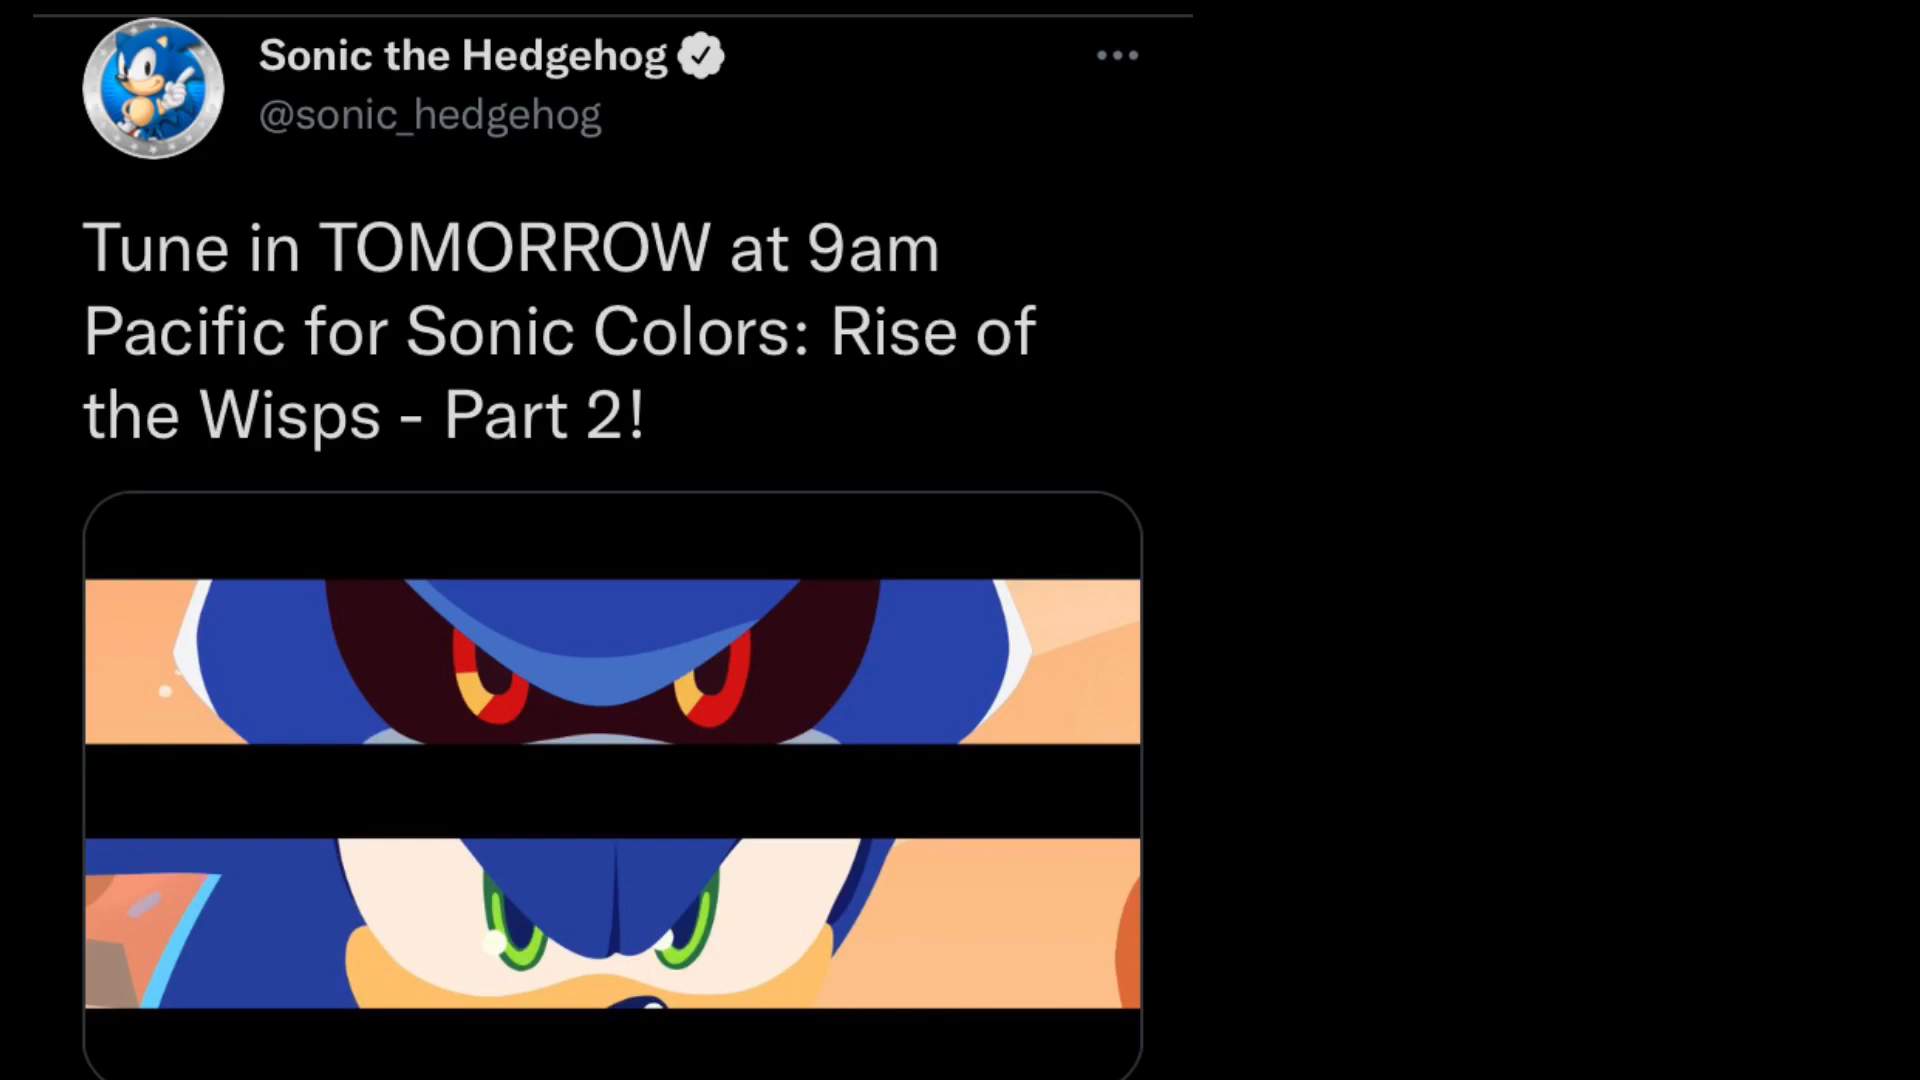 Sonic the Hedgehog
@sonic_hedgehog
Tune in TOMORROW at 9am
Pacific for Sonic Colors: Rise of
the Wisps - Part 2!